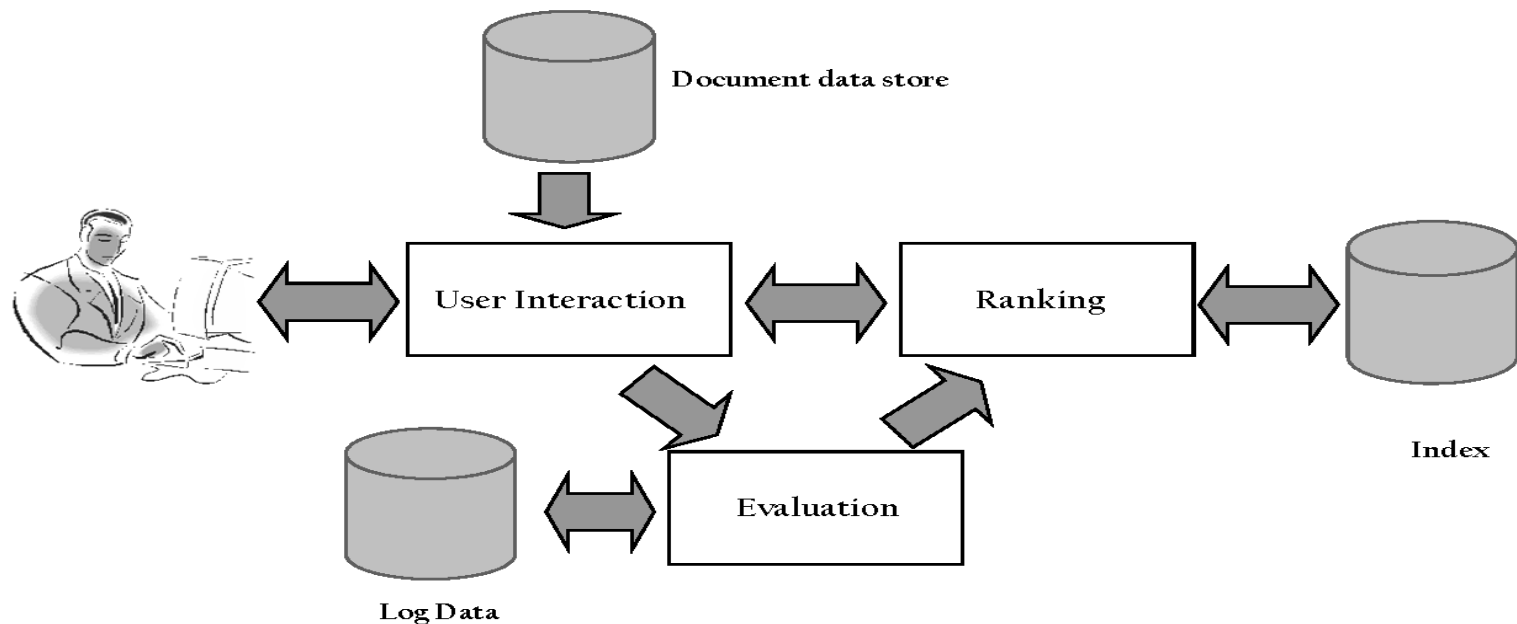 Document data store
User Interaction
Ranking
Index
Evaluation
Log Data